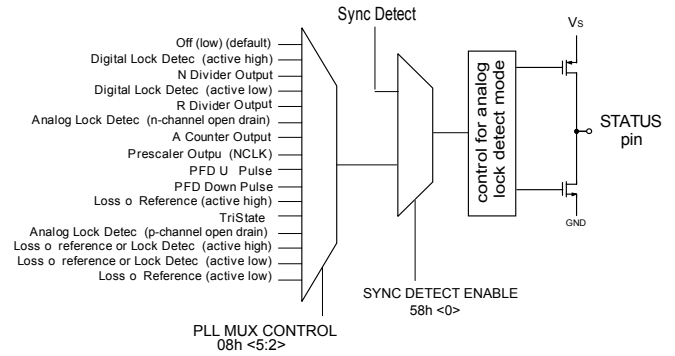 Sync Detect
Off (low) (default)
Digital Lock Detec (active high)
N Divider Output
Digital Lock Detec (active low)
R Divider Output
Analog Lock Detec (n-channel open drain)
A Counter Output
Prescaler Outpu (NCLK)
PFD U Pulse
PFD Down Pulse
Loss o Reference (active high)
TriState
Analog Lock Detec (p-channel open drain)
Loss o reference or Lock Detec (active high)
Loss o reference or Lock Detec (active low)
Loss o Reference (active low)
PLL MUX CONTROL
08h <5:2>
SYNC DETECT ENABLE
58h <0>
control for analog
lock detect mode
Vs
STATUS
pin
GND